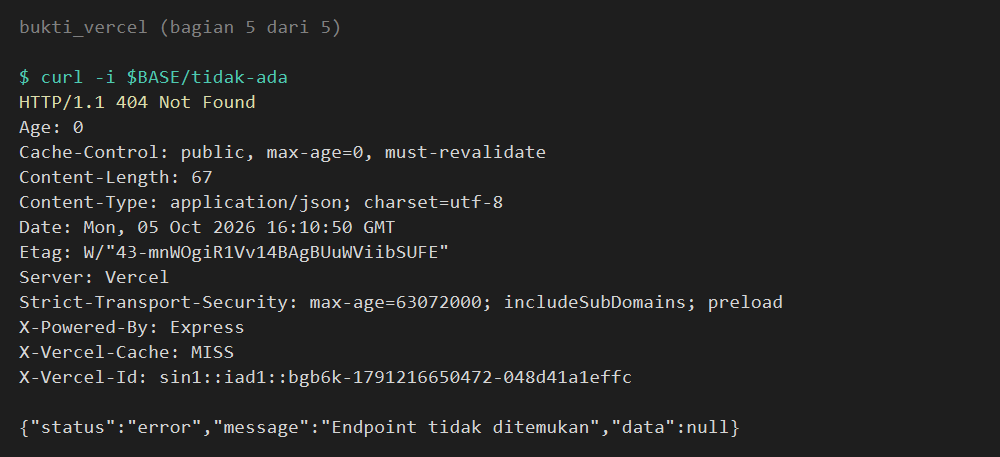 bukti_vercel (bagian 5 dari 5)
$ curl -i $BASE/tidak-ada
HTTP/1.1 404 Not Found
Age: 0
Cache-Control: public, max-age=0, must-revalidate
Content-Length: 67
Content-Type: application/json; charset=utf-8
Date: Mon, 05 Oct 2026 16:10:50 GMT
Etag: W/"43-mnWOgiR1Vv14BAgBUuWViibSUFE"
Server: Vercel
Strict-Transport-Security: max-age=63072000; includeSubDomains; preload
X-Powered-By: Express
X-Vercel-Cache: MISS
X-Vercel-Id: sin1::iad1::bgb6k-1791216650472-048d41a1effc
{"status":"error","message":"Endpoint tidak ditemukan","data":null}